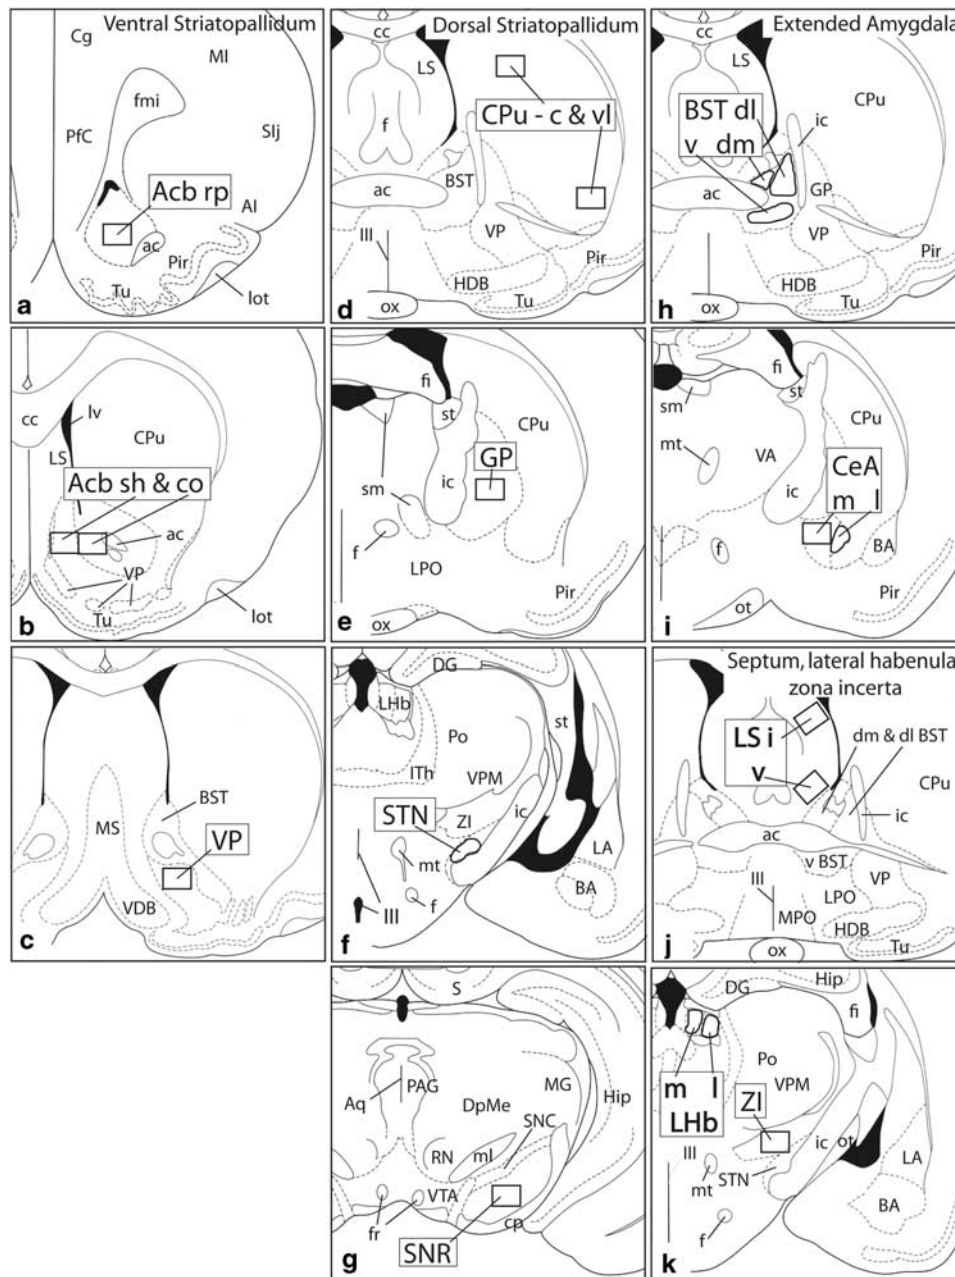 Ventral Striatopallidum
Cg
MI
fmi
PfC
SIj
Acb rp
AI
ac
Pir
Tu
lot
a
cc
lv
CPu
LS
Acb sh & co
ac
VP
Tu
lot
b
BST
MS
VP
VDB
c
Dorsal Striatopallidum
cc
LS
CPu - c & vl
f
ac
BST
III
VP
Pir
HDB
Tu
ox
d
fi
st
CPu
GP
ic
sm
f
LPO
Pir
ox
e
DG
LHb
st
Po
ITh
VPM
ic
STN
ZI
mt
LA
BA
III
f
f
S
PAG
MG
Aq
DpMe
Hip
SNC
RN
ml
VTA
fr
cp
SNR
g
Extended Amygdala
cc
LS
CPu
BST dl
v dm
ic
ac
GP
VP
Pir
HDB
Tu
ox
h
fi
st
sm
CPu
mt
VA
CeA
ic
m l
f
BA
Pir
ot
i
Septum, lateral habenula
zona incerta
LS i
v
dm & dl BST
CPu
ic
ac
v BST
VP
III
LPO
MPO
HDB
Tu
ox
j
DG
Hip
fi
Po
m l
LHb
VPM
ZI
ic
ot
III
mt
STN
LA
BA
f
k